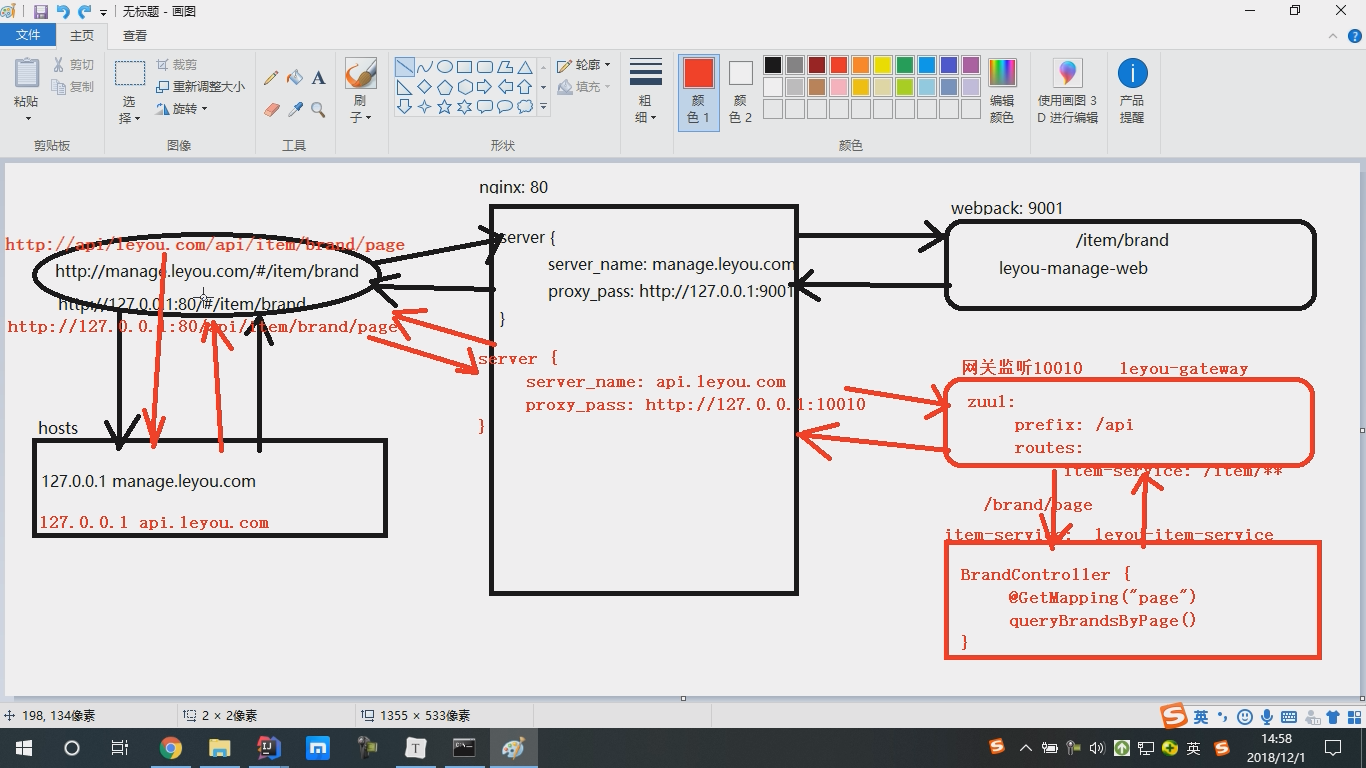 无标题 - 画图
文件
主页
查看
粘贴
剪切
复制
剪贴板
选择
裁剪
重新调整大小
旋转
图像
A
工具
刷子
轮廓
填充
形状
粗细
颜色 1
颜色 2
编辑颜色
颜色
使用画图 3D 进行编辑
产品提醒
nginx: 80
webpack: 9001
http://api/leyou.com/api/item/brand/page
http://manage.leyou.com/#/item/brand
http://127.0.0.1:80/#/item/brand
http://127.0.0.1:80/api/item/brand/page
server {
server_name: manage.leyou.com
proxy_pass: http://127.0.0.1:9001
}
/item/brand
leyou-manage-web
server {
server_name: api.leyou.com
proxy_pass: http://127.0.0.1:10010
}
网关监听10010 leyou-gateway
zuul:
prefix: /api
routes:
item-service: /item/**
hosts
127.0.0.1 manage.leyou.com
127.0.0.1 api.leyou.com
/brand/page
item-service: leyou-item-service
BrandController {
@GetMapping("page")
queryBrandsByPage()
}
198, 134像素
2 × 2像素
1355 × 533像素
英
英
14:58
2018/12/1